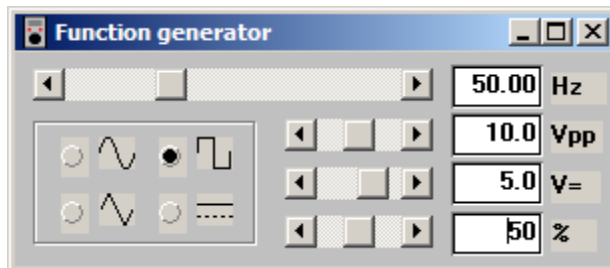 Function generator
50.00 Hz
10.0 Vpp
5.0 V=
50 %